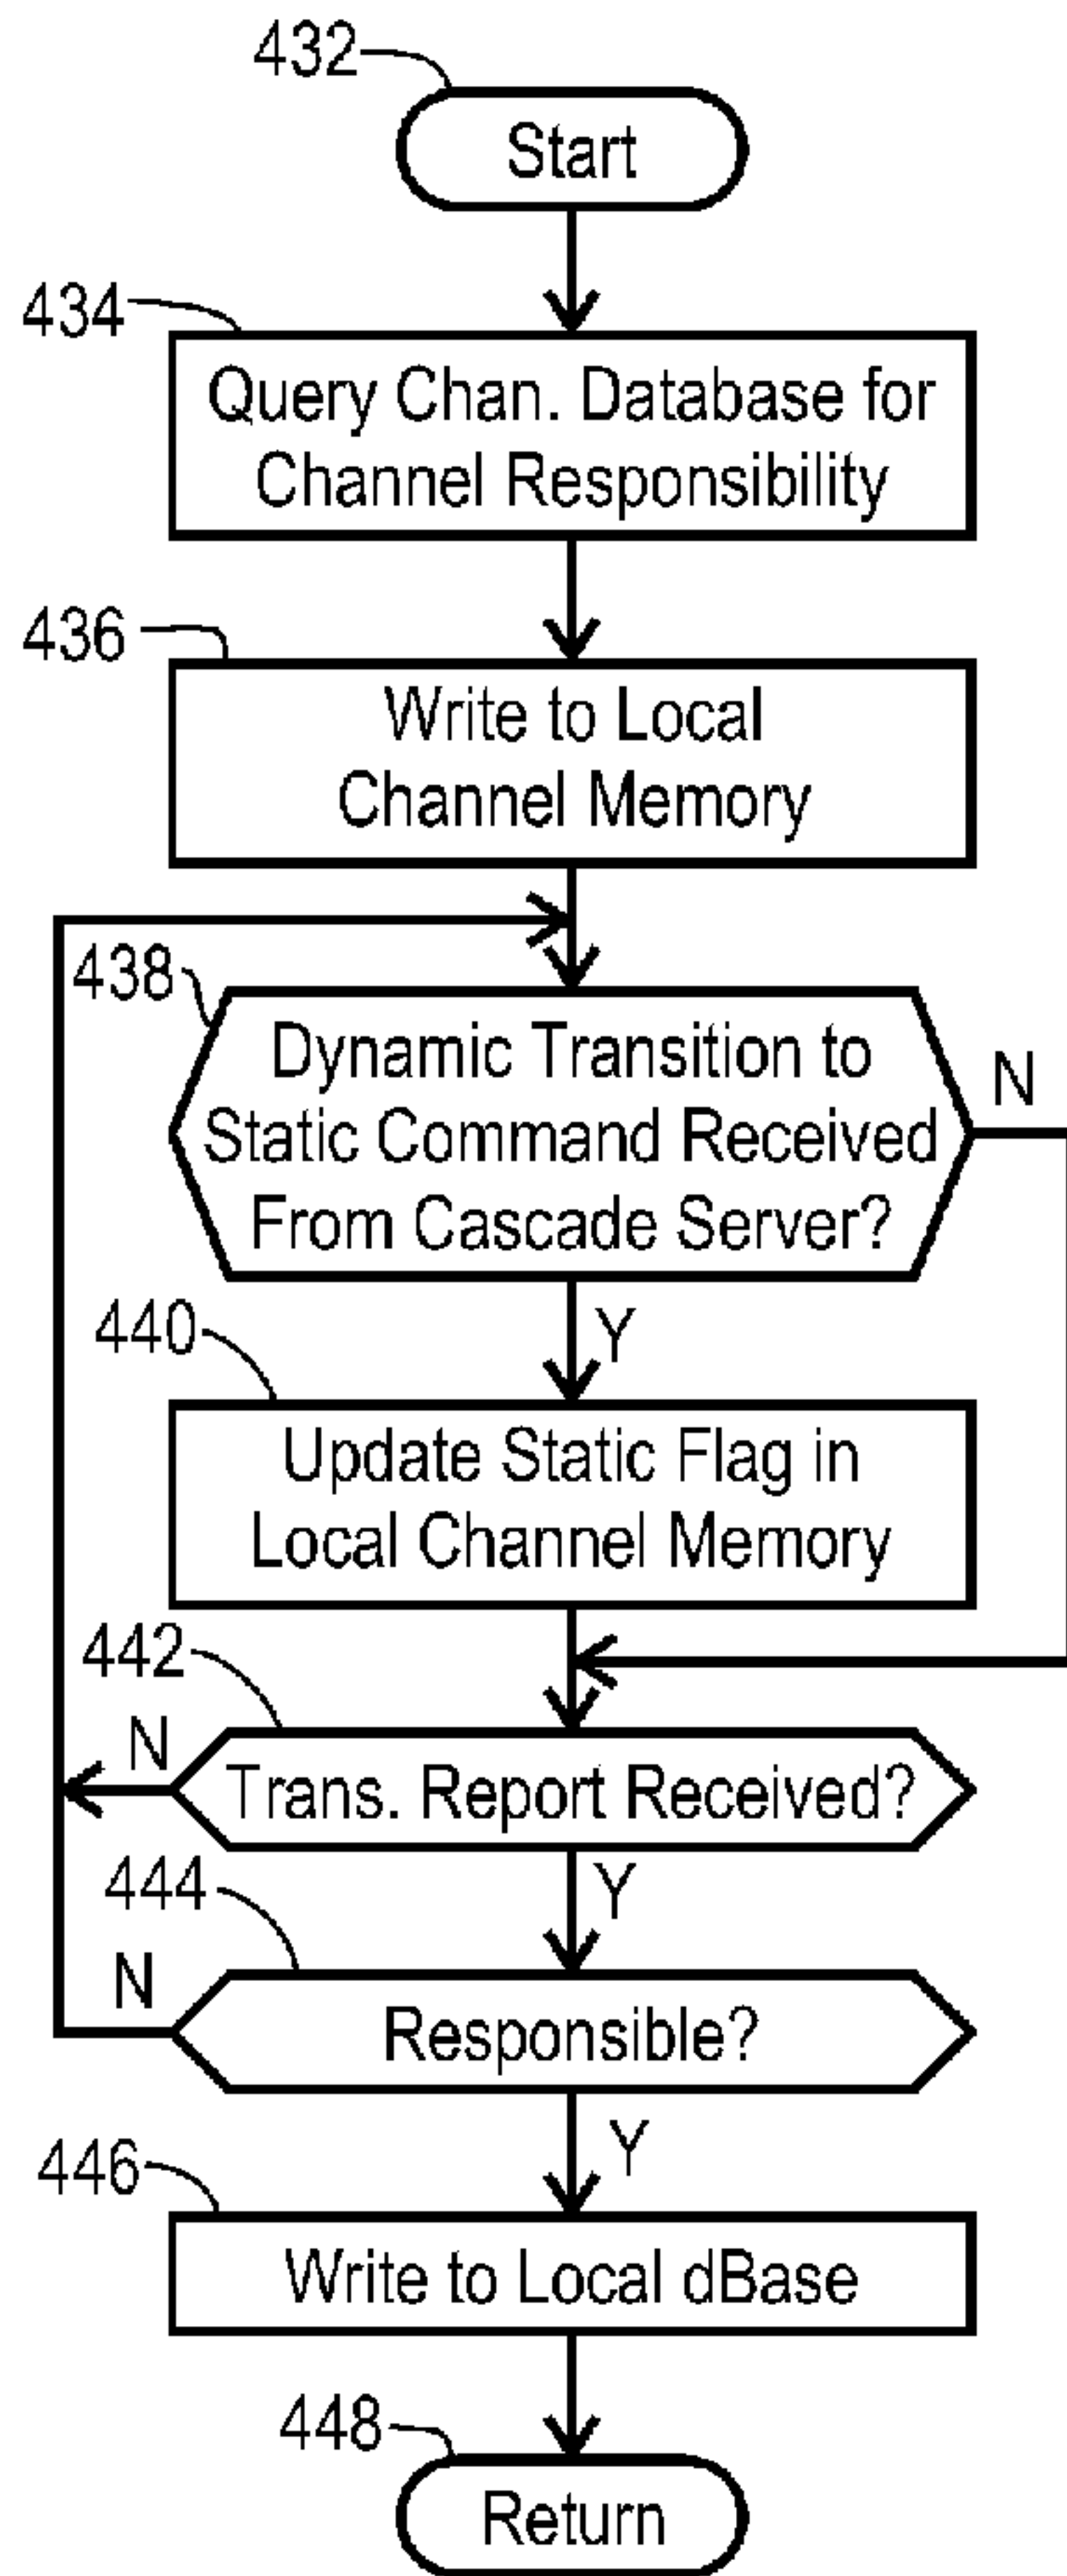 432
Start
434
Query Chan. Database for
Channel Responsibility
436
Write to Local
Channel Memory
438
Dynamic Transition to
Static Command Received
From Cascade Server?
N
Y
440
Update Static Flag in
Local Channel Memory
442
N
Trans. Report Received?
Y
444
N
Responsible?
Y
446
Write to Local dBase
448
Return